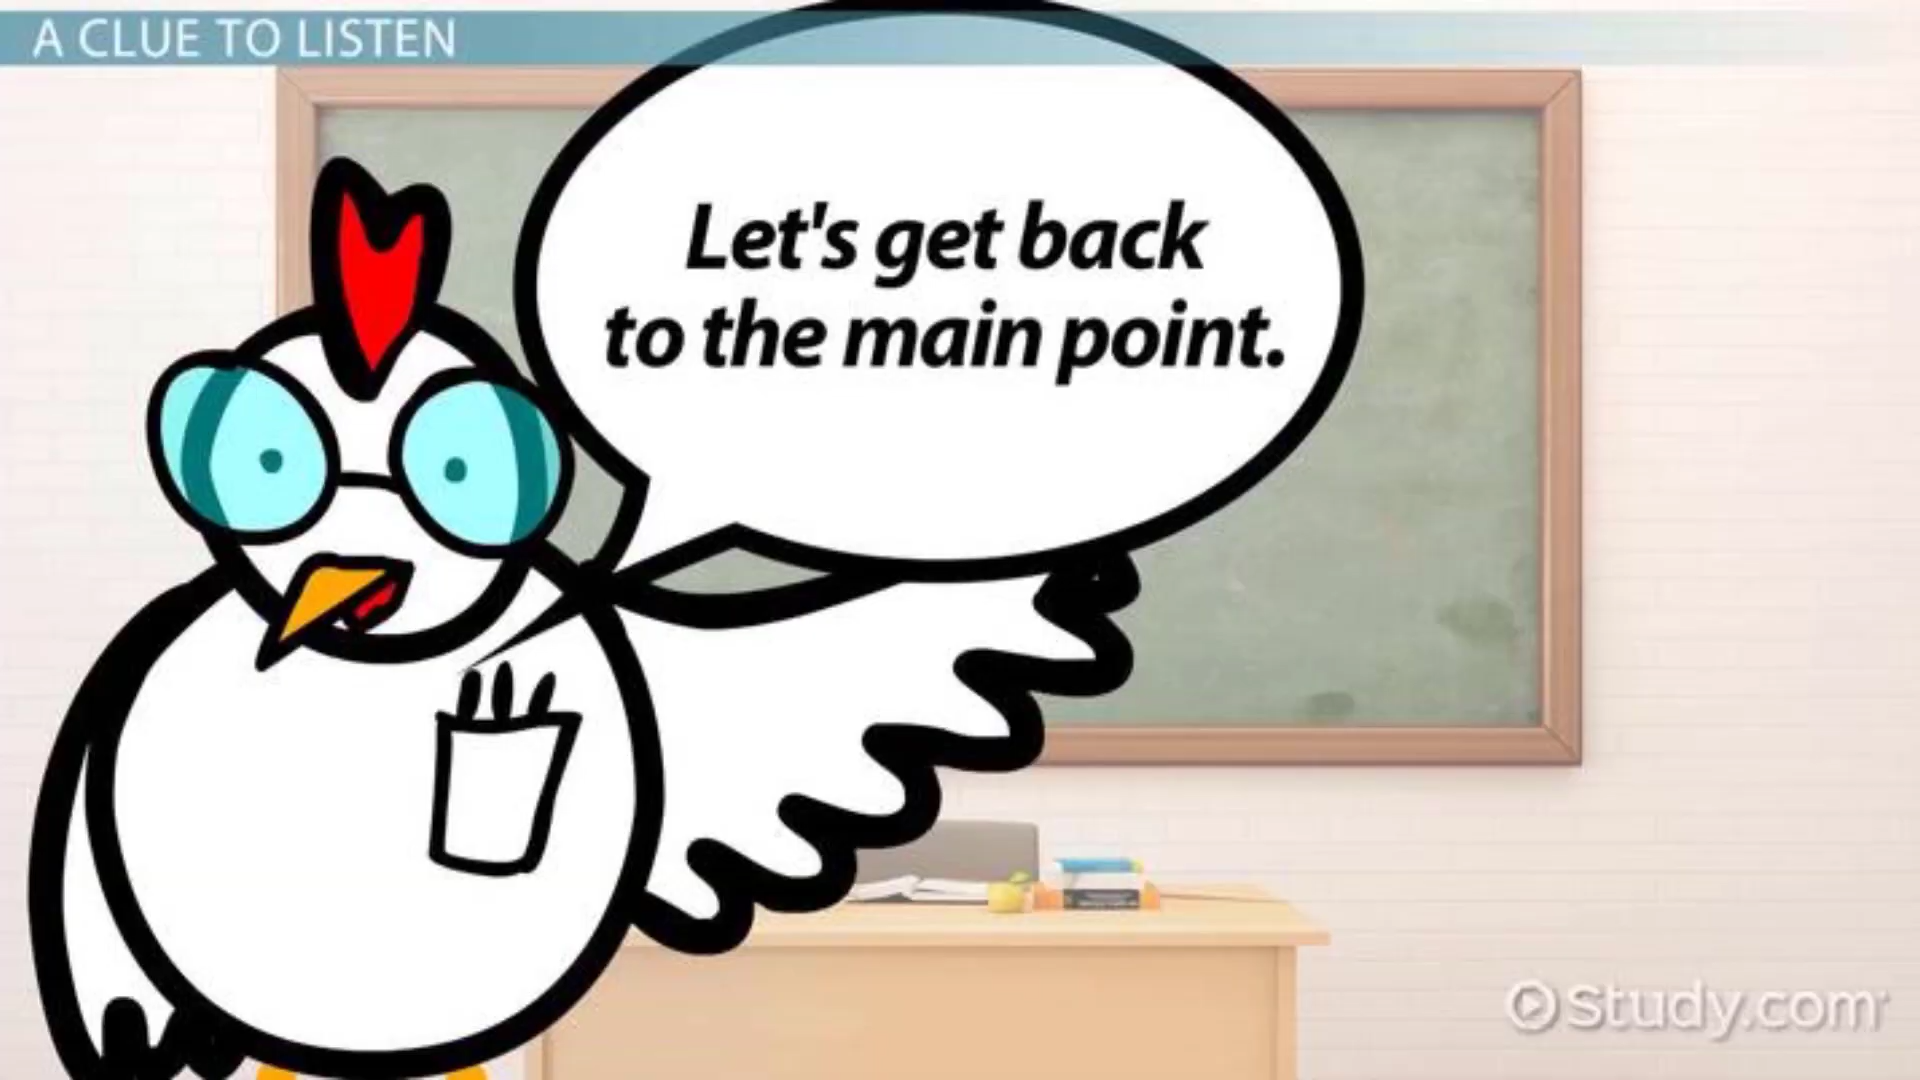 A CLUE TO LISTEN
Let's get back
to the main point.
Study.com